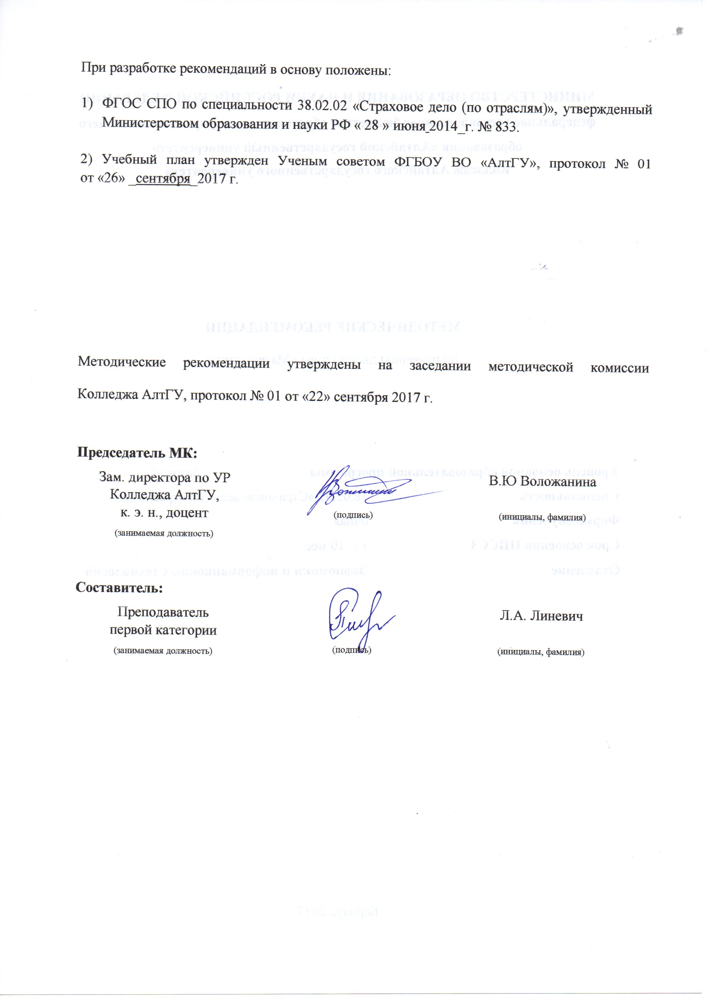 При разработке рекомендаций в основу положены:
1) ФГОС СПО по специальности 38.02.02 «Страховое дело (по отраслям)», утвержденный
Министерством образования и науки РФ « 28 » июня_2014_г. № 833.
2) Учебный план утвержден Ученым советом ФГБОУ ВО «АлтГУ», протокол № 01
от «26» _сентября_2017 г.
Методические рекомендации утверждены на заседании методической комиссии
Колледжа АлтГУ, протокол № 01 от «22» сентября 2017 г.
Председатель МК:
Зам. директора по УР
Колледжа АлтГУ,
к. э. н., доцент
(занимаемая должность)
(подпись)
В.Ю Воложанина
(инициалы, фамилия)
Составитель:
Преподаватель
первой категории
(занимаемая должность)
(подпись)
Л.А. Линевич
(инициалы, фамилия)